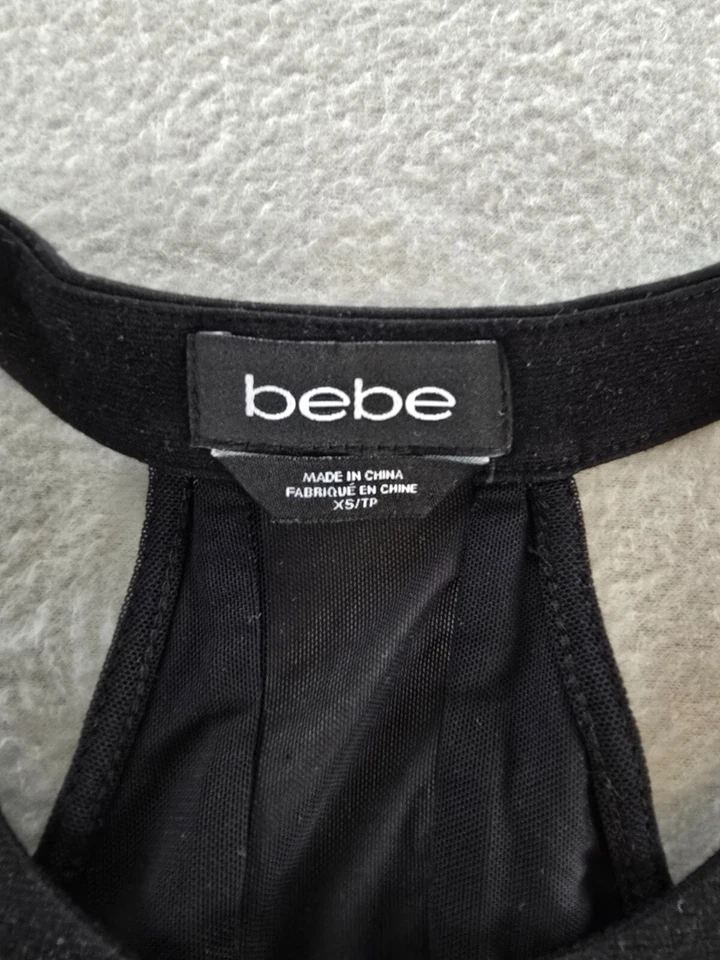 bebe
MADE IN CHINA
FABRIQUÉ EN CHINE
XS/TP